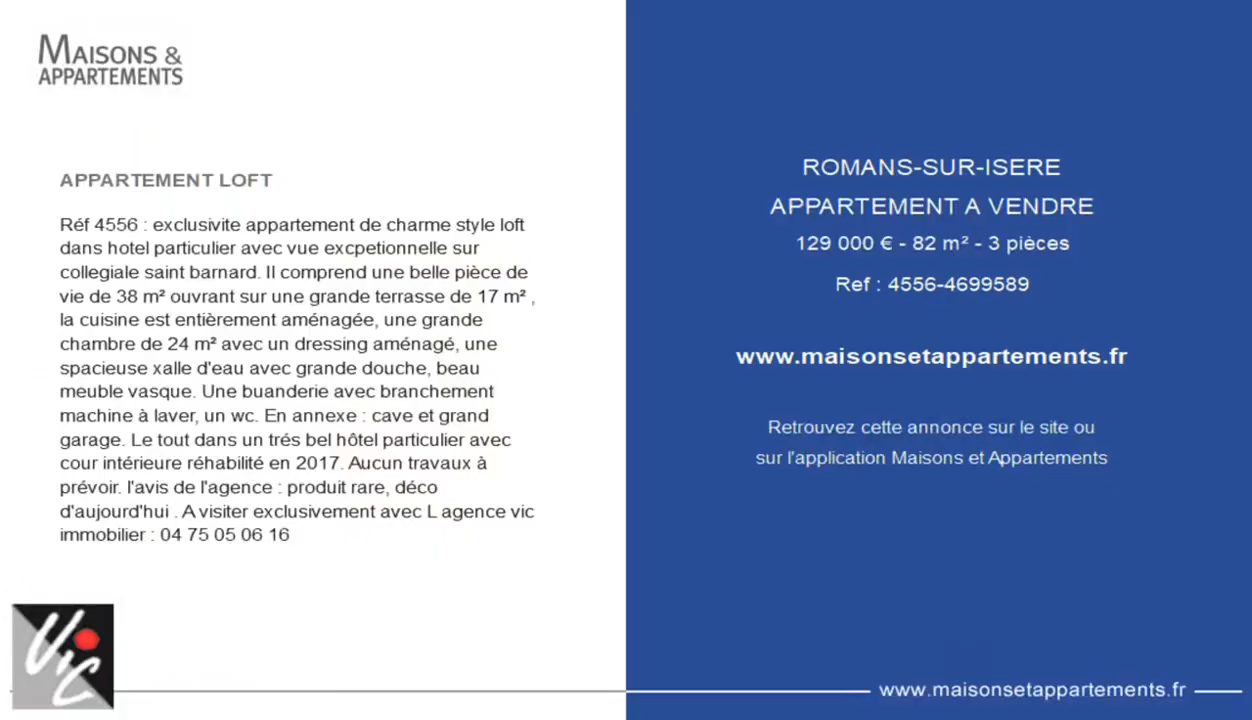 MAISONS &
APPARTEMENTS
APPARTEMENT LOFT
Réf 4556 : exclusivite appartement de charme style loft
dans hotel particulier avec vue excpetionnelle sur
collegiale saint barnard. Il comprend une belle pièce de
vie de 38 m² ouvrant sur une grande terrasse de 17 m² ,
la cuisine est entièrement aménagée, une grande
chambre de 24 m² avec un dressing aménagé, une
spacieuse xalle d'eau avec grande douche, beau
meuble vasque. Une buanderie avec branchement
machine à laver, un wc. En annexe : cave et grand
garage. Le tout dans un trés bel hôtel particulier avec
cour intérieure réhabilité en 2017. Aucun travaux à
prévoir. l'avis de l'agence : produit rare, déco
d'aujourd'hui . A visiter exclusivement avec L agence vic
immobilier : 04 75 05 06 16
Vic
ROMANS-SUR-ISERE
APPARTEMENT A VENDRE
129 000 € - 82 m² - 3 pièces
Ref : 4556-4699589
www.maisonsetappartements.fr
Retrouvez cette annonce sur le site ou
sur l'application Maisons et Appartements
www.maisonsetappartements.fr